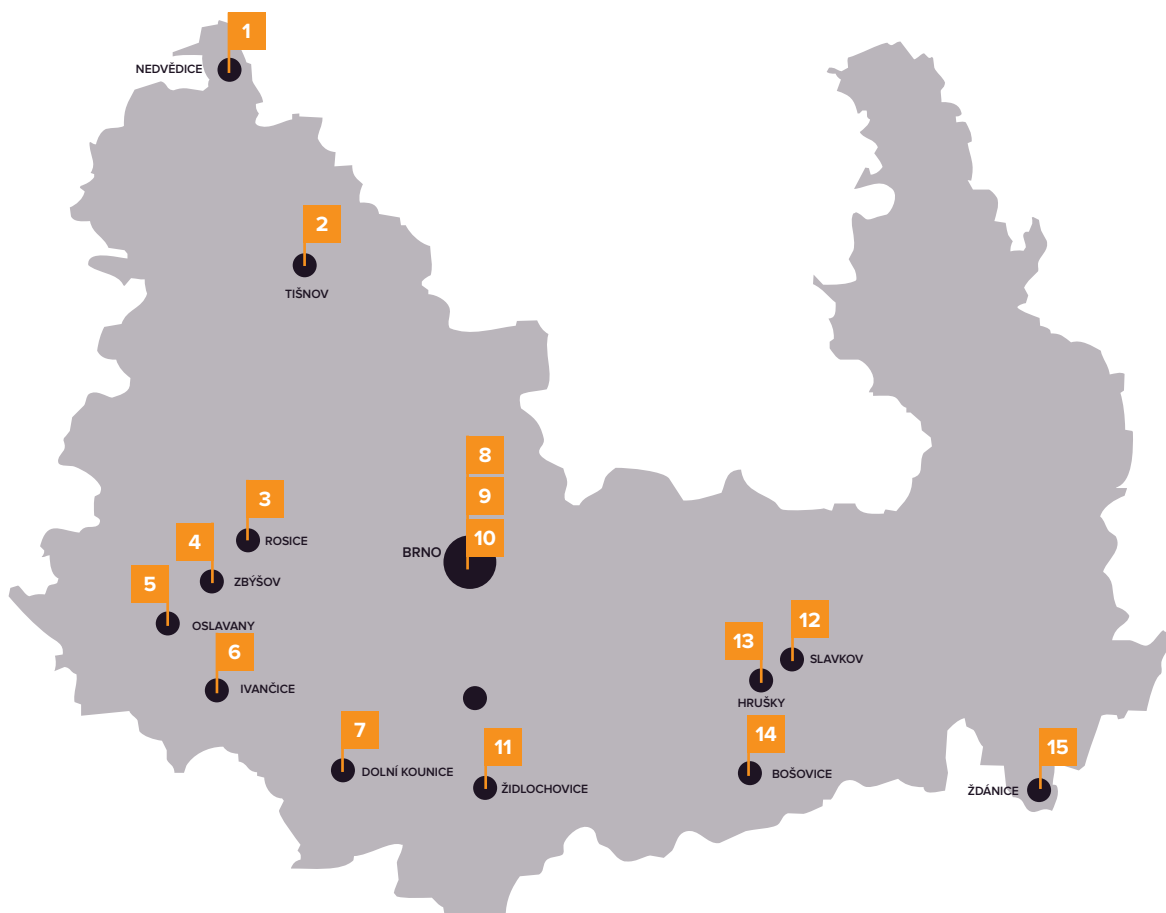 1
NEDVĚDICE
2
TIŠNOV
8
9
3
10
ROSICE
BRNO
4
ZBÝŠOV
5
OSLAVANY
12
13
6
SLAVKOV
IVANČICE
HRUŠKY
7
14
11
15
DOLNÍ KOUNICE
BOŠOVICE
ŽIDLOCHOVICE
ŽDÁNICE